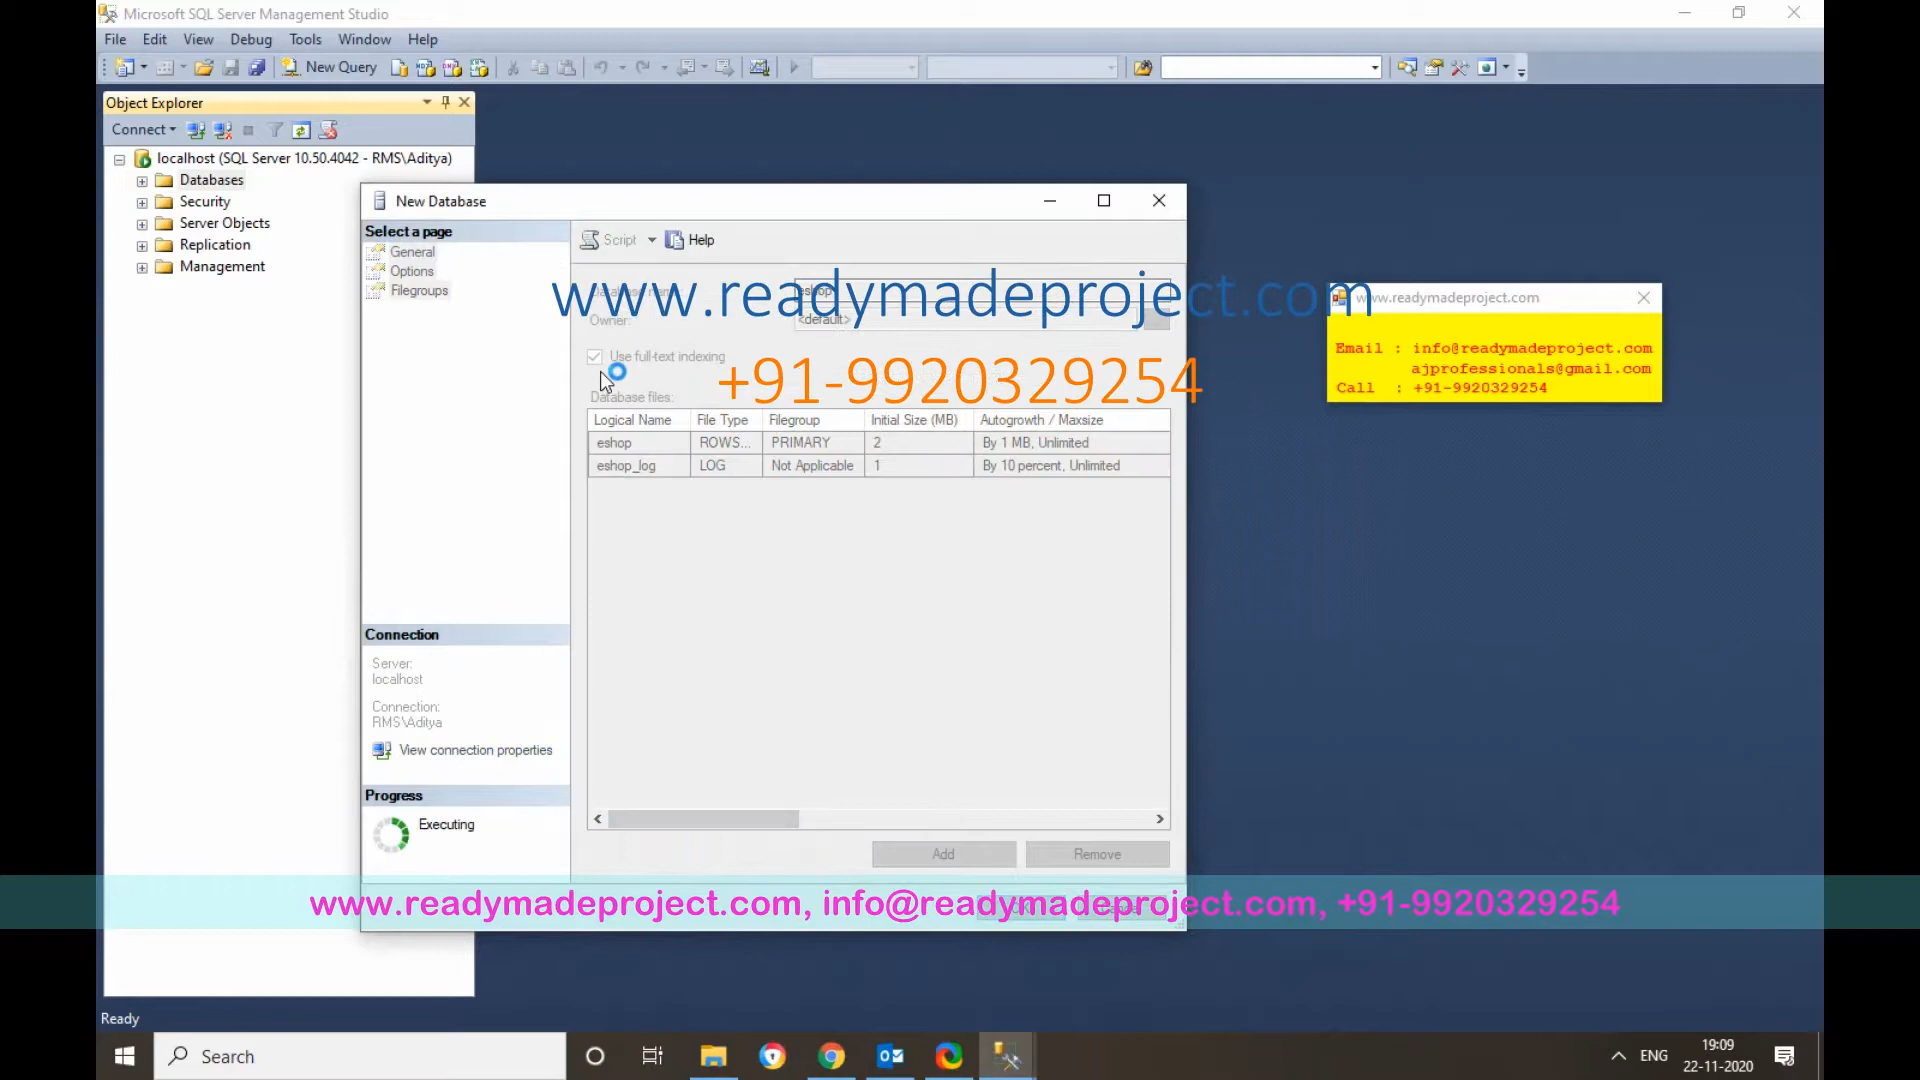 Microsoft SQL Server Management Studio
File Edit View Debug Tools Window Help
New Query
Object Explorer
Connect
localhost (SQL Server 10.50.4042 - RMS\Aditya)
Databases
Security
Server Objects
Replication
Management
New Database
Select a page
General
Options
Filegroups
Script Help
eshop
Owner: <default>
www.readymadeproject.com
Use full-text indexing
+91-9920329254
Database files:
Logical Name File Type Filegroup Initial Size (MB) Autogrowth / Maxsize
eshop ROWS... PRIMARY 2 By 1 MB, Unlimited
eshop_log LOG Not Applicable 1 By 10 percent, Unlimited
Connection
Server:
localhost
Connection:
RMS\Aditya
View connection properties
Progress
Executing
Add Remove
www.readymadeproject.com
Email : info@readymadeproject.com
ajprofessionals@gmail.com
Call : +91-9920329254
www.readymadeproject.com, info@readymadeproject.com, +91-9920329254
Ready
Search
ENG
19:09
22-11-2020